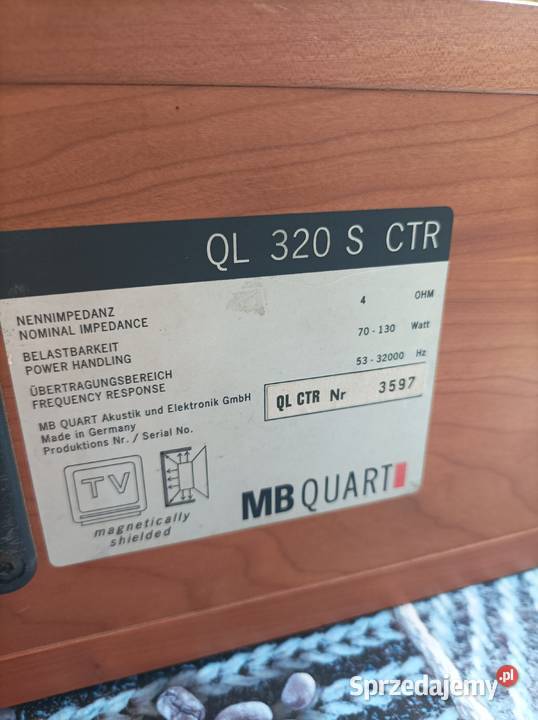 QL 320 S CTR
NENNIMPEDANZ
NOMINAL IMPEDANCE 4 OHM
BELASTBARKEIT
POWER HANDLING 70 - 130 Watt
ÜBERTRAGUNGSBEREICH
FREQUENCY RESPONSE 53 - 32000 Hz
MB QUART Akustik und Elektronik GmbH
Made in Germany
Produktions Nr. / Serial No.
QL CTR Nr 3597
TV
magnetically
shielded
MB QUART
Sprzedajemy.pl